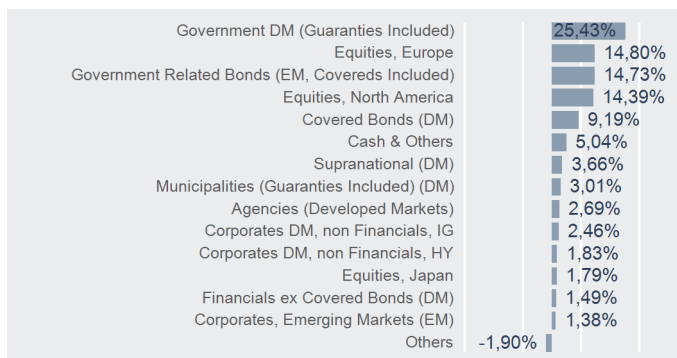 Government DM (Guaranties Included) 25,43%
Equities, Europe 14,80%
Government Related Bonds (EM, Covereds Included) 14,73%
Equities, North America 14,39%
Covered Bonds (DM) 9,19%
Cash & Others 5,04%
Supranational (DM) 3,66%
Municipalities (Guaranties Included) (DM) 3,01%
Agencies (Developed Markets) 2,69%
Corporates DM, non Financials, IG 2,46%
Corporates DM, non Financials, HY 1,83%
Equities, Japan 1,79%
Financials ex Covered Bonds (DM) 1,49%
Corporates, Emerging Markets (EM) 1,38%
Others -1,90%